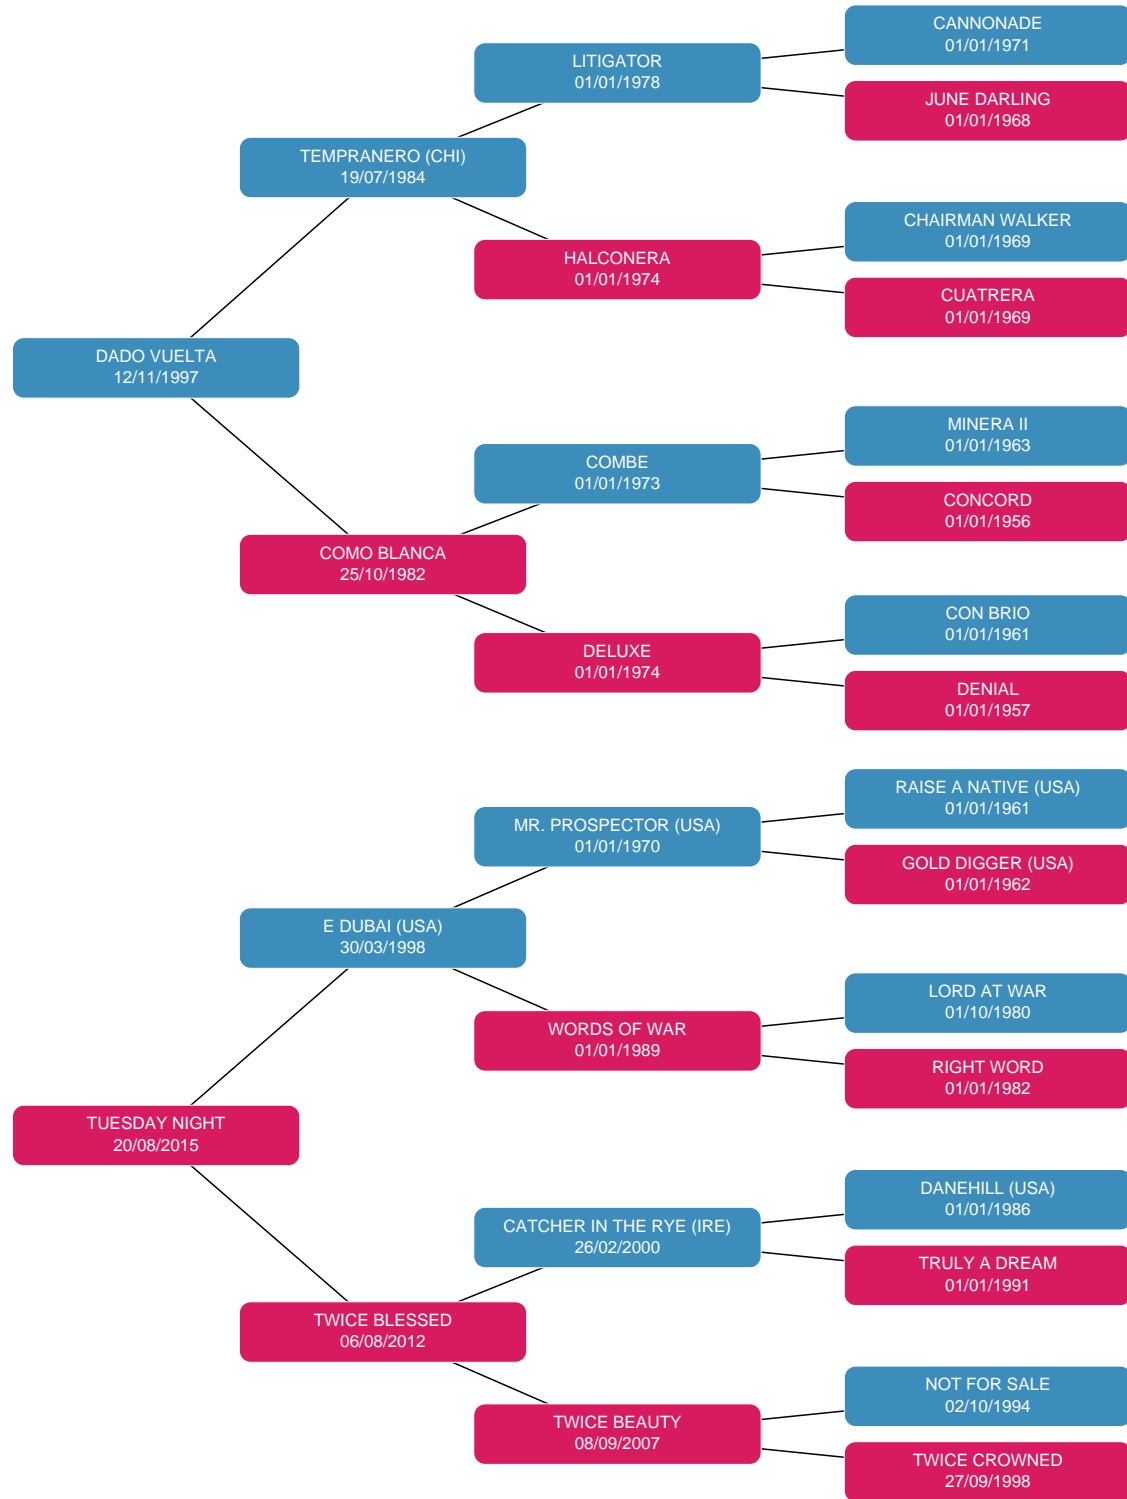 CANNONADE
01/01/1971
LITIGATOR
01/01/1978
JUNE DARLING
01/01/1968
TEMPRANERO (CHI)
19/07/1984
CHAIRMAN WALKER
01/01/1969
HALCONERA
01/01/1974
CUATRERA
01/01/1969
DADO VUELTA
12/11/1997
MINERA II
01/01/1963
COMBE
01/01/1973
CONCORD
01/01/1956
COMO BLANCA
25/10/1982
CON BRIO
01/01/1961
DELUXE
01/01/1974
DENIAL
01/01/1957
RAISE A NATIVE (USA)
01/01/1961
MR. PROSPECTOR (USA)
01/01/1970
GOLD DIGGER (USA)
01/01/1962
E DUBAI (USA)
30/03/1998
LORD AT WAR
01/10/1980
WORDS OF WAR
01/01/1989
RIGHT WORD
01/01/1982
TUESDAY NIGHT
20/08/2015
DANEHILL (USA)
01/01/1986
CATCHER IN THE RYE (IRE)
26/02/2000
TRULY A DREAM
01/01/1991
TWICE BLESSED
06/08/2012
NOT FOR SALE
02/10/1994
TWICE BEAUTY
08/09/2007
TWICE CROWNED
27/09/1998